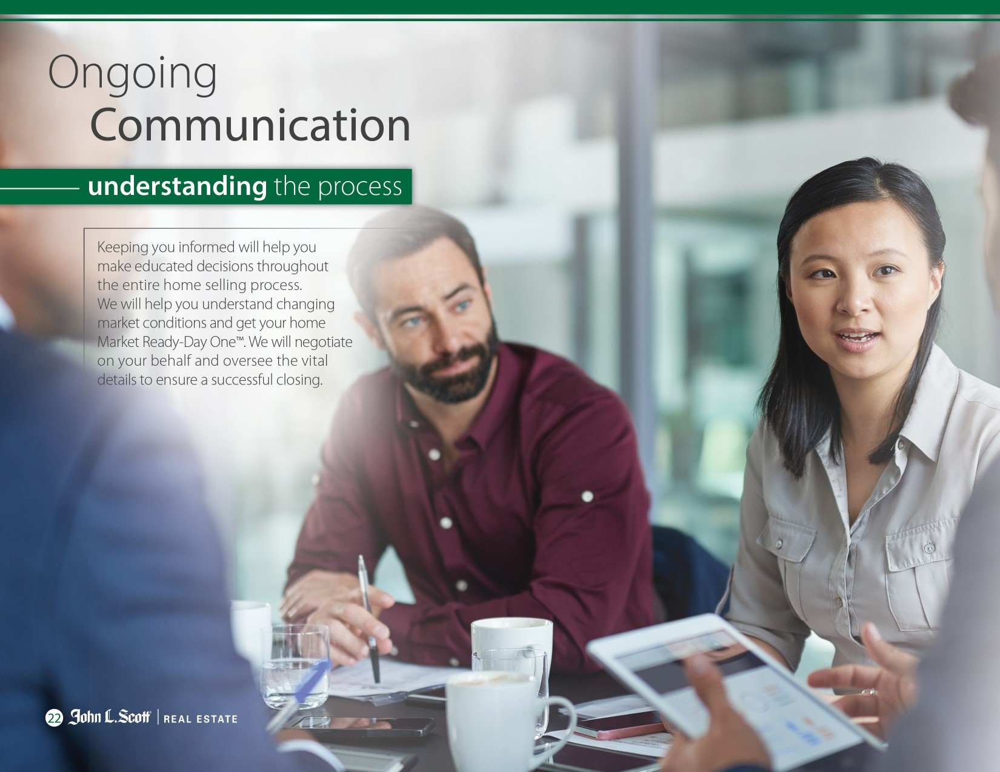 Ongoing
Communication
understanding the process
Keeping you informed will help you
make educated decisions throughout
the entire home selling process.
We will help you understand changing
market conditions and get your home
Market Ready-Day One™. We will negotiate
on your behalf and oversee the vital
details to ensure a successful closing.
22 John L. Scott® | REAL ESTATE